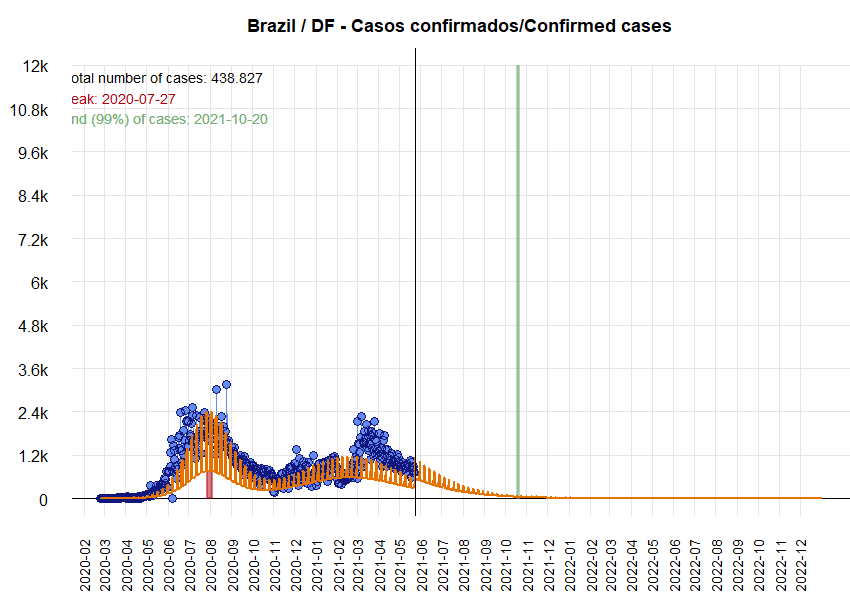 Brazil / DF - Casos confirmados/Confirmed cases
12k
otal number of cases: 438.827
eak: 2020-07-27
10.8k
nd (99%) of cases: 2021-10-20
9.6k
8.4k
7.2k
6k
4.8k
3.6k
2.4k
1.2k
0
2020-02
2020-03
2020-04
2020-05
2020-06
2020-07
2020-08
2020-09
2020-10
2020-11
2020-12
2021-01
2021-02
2021-03
2021-04
2021-05
2021-06
2021-07
2021-08
2021-09
2021-10
2021-11
2021-12
2022-01
2022-02
2022-03
2022-04
2022-05
2022-06
2022-07
2022-08
2022-09
2022-10
2022-11
2022-12